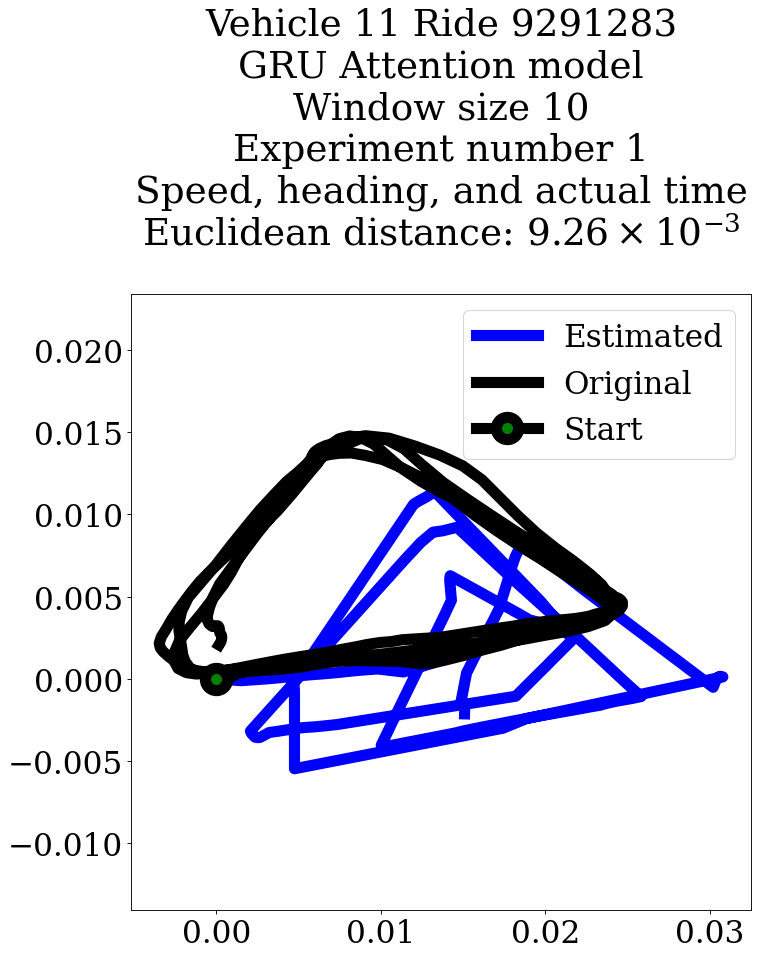 Vehicle 11 Ride 9291283
GRU Attention model
Window size 10
Experiment number 1
Speed, heading, and actual time
Euclidean distance: 9.26 × 10⁻³
Estimated
Original
Start
0.020
0.015
0.010
0.005
0.000
−0.005
−0.010
0.00 0.01 0.02 0.03